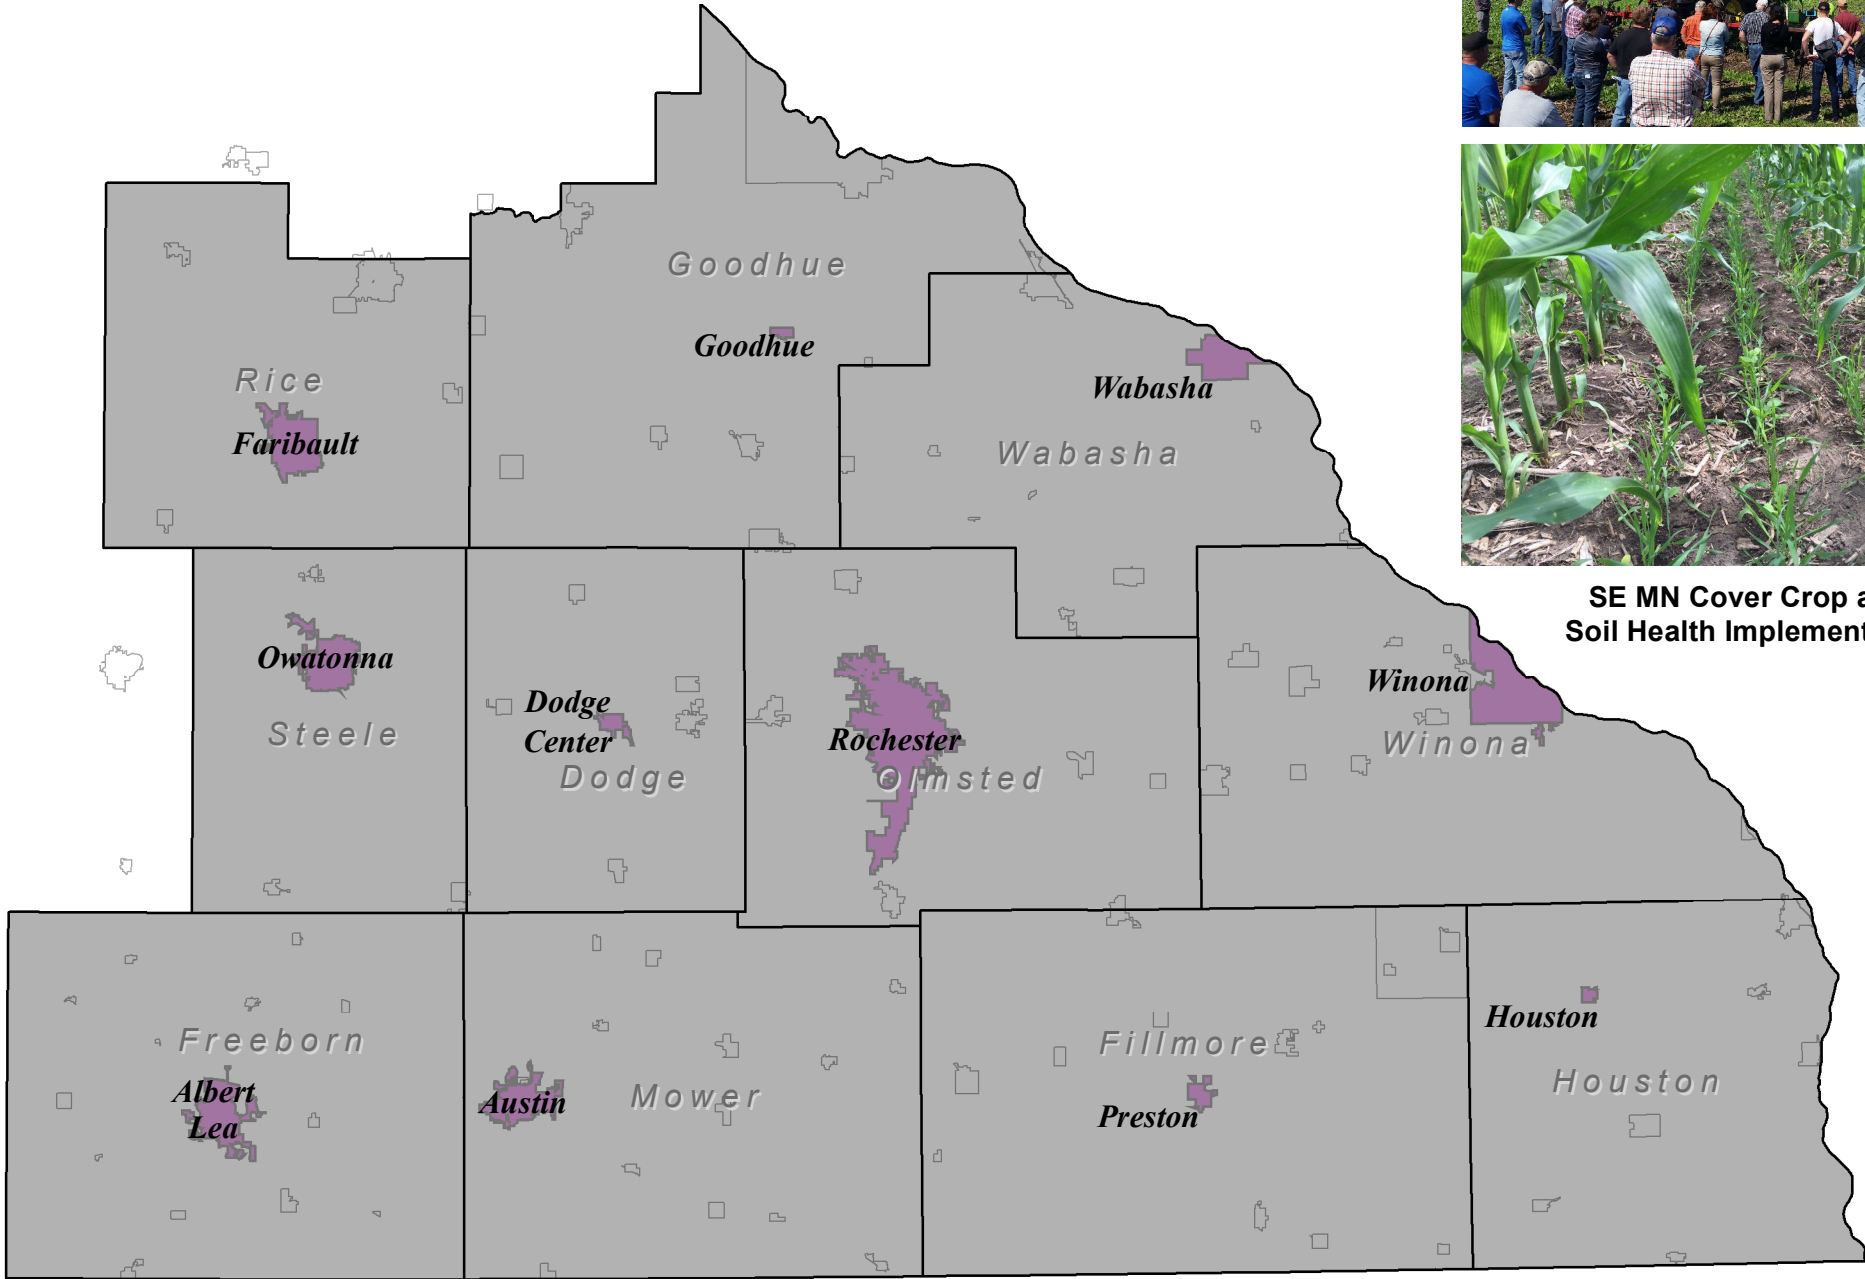 Goodhue
Goodhue
Rice
Faribault
Wabasha
Wabasha
SE MN Cover Crop
Soil Health Implement
Owatonna
Steele
Dodge
Center
Dodge
Rochester
Olmsted
Winona
Winona
Freeborn
Albert
Lea
Austin
Mower
Fillmore
Preston
Houston
Houston